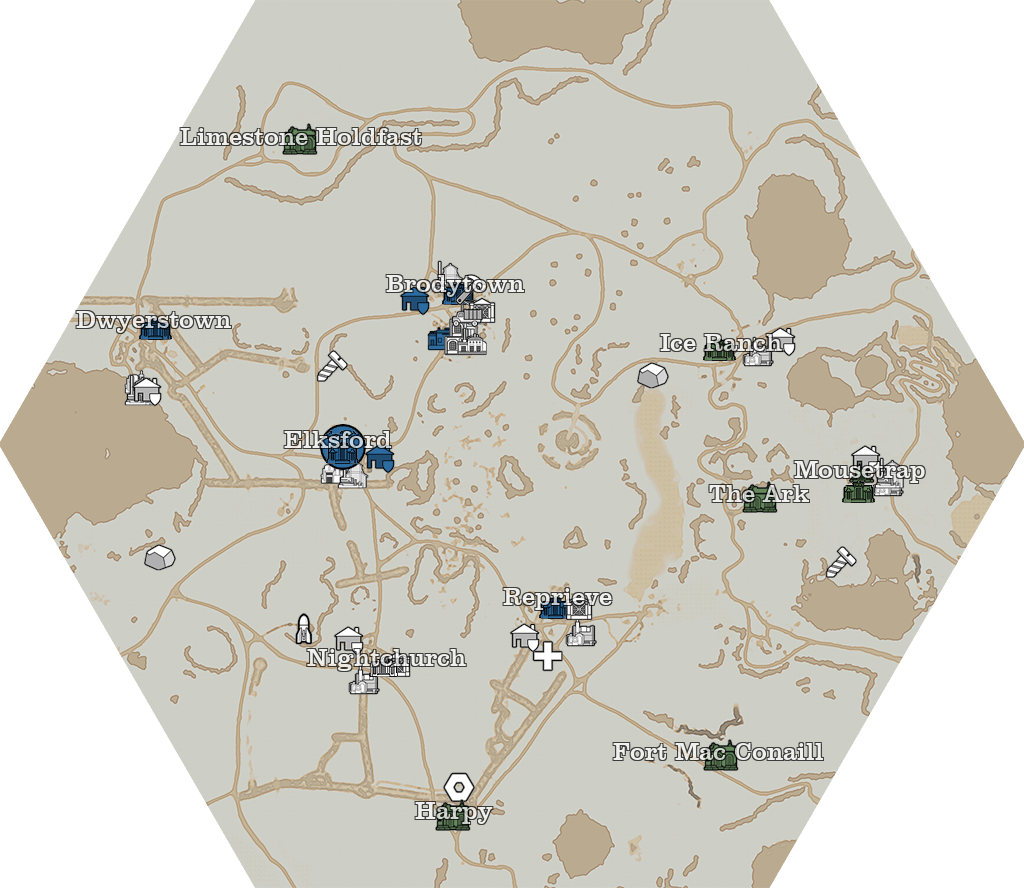 Limestone Holdfast
Brodytown
Dwyerstown
Ice Ranch
Elksford
Mousetrap
The Ark
Reprieve
Nightchurch
Fort Mac Conaill
Harpy